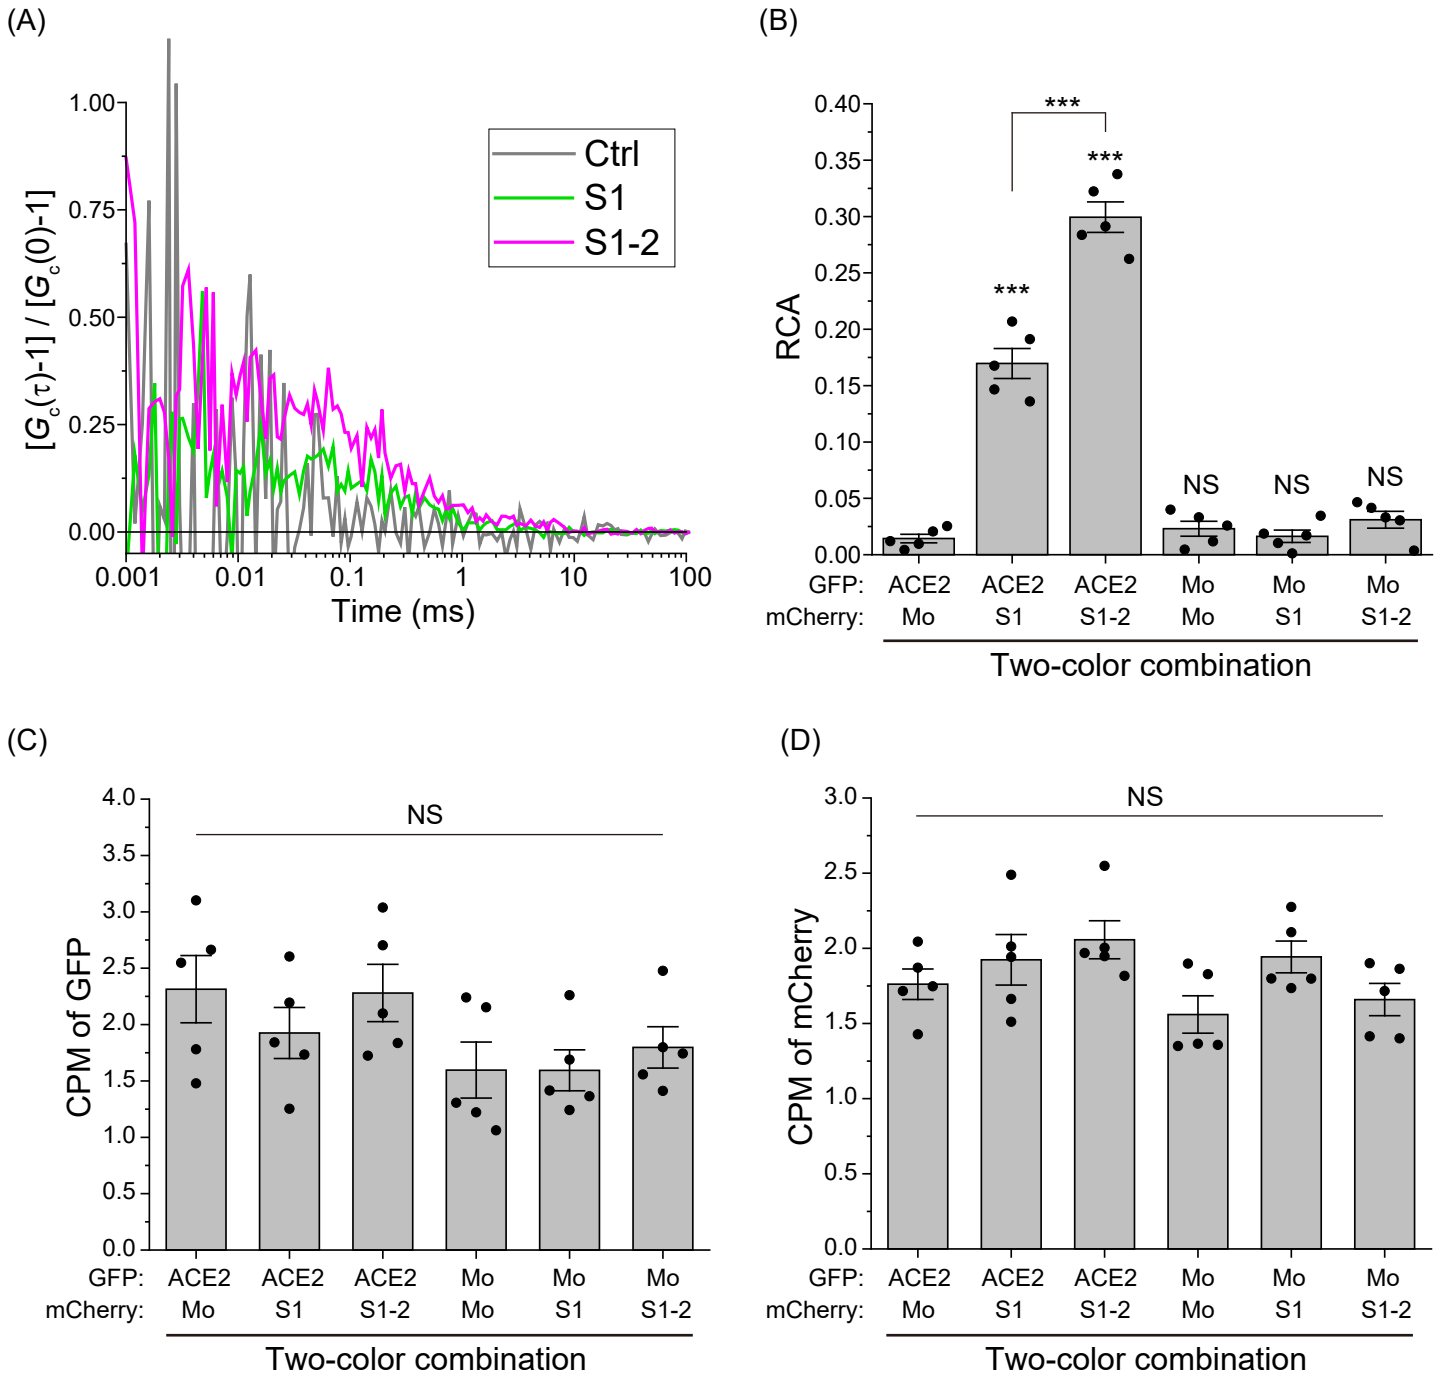 (A)
[Gc(τ)-1] / [Gc(0)-1]
1.00
0.75
0.50
0.25
0.00
Ctrl
S1
S1-2
0.001 0.01 0.1 1 10 100
Time (ms)
(B)
RCA
0.40
0.35
0.30
0.25
0.20
0.15
0.10
0.05
0.00
***
***
***
NS NS NS
GFP: ACE2 ACE2 ACE2 Mo Mo Mo
mCherry: Mo S1 S1-2 Mo S1 S1-2
Two-color combination
(C)
CPM of GFP
4.0
3.5
3.0
2.5
2.0
1.5
1.0
0.5
0.0
NS
GFP: ACE2 ACE2 ACE2 Mo Mo Mo
mCherry: Mo S1 S1-2 Mo S1 S1-2
Two-color combination
(D)
CPM of mCherry
3.0
2.5
2.0
1.5
1.0
0.5
0.0
NS
GFP: ACE2 ACE2 ACE2 Mo Mo Mo
mCherry: Mo S1 S1-2 Mo S1 S1-2
Two-color combination